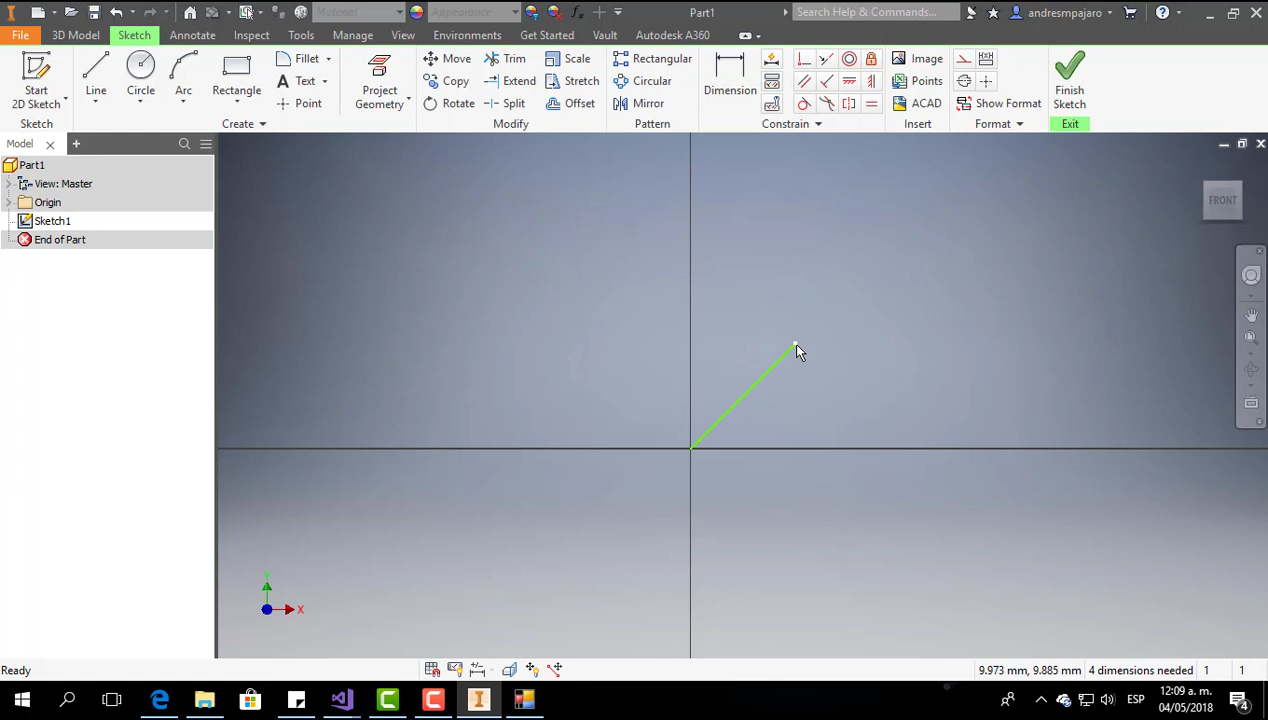 Material
Appearance
Part1
Search Help & Commands...
andresmpajaro
File
3D Model
Sketch
Annotate
Inspect
Tools
Manage
View
Environments
Get Started
Vault
Autodesk A360
Start
2D Sketch
Line
Circle
Arc
Rectangle
Fillet
Text
Point
Project
Geometry
Move
Copy
Rotate
Trim
Extend
Split
Scale
Stretch
Offset
Rectangular
Circular
Mirror
Dimension
Image
Points
ACAD
Show Format
Finish
Sketch
Sketch
Create
Modify
Pattern
Constrain
Insert
Format
Exit
Model
Part1
View: Master
Origin
Sketch1
End of Part
FRONT
Y
X
Ready
9.973 mm, 9.885 mm
4 dimensions needed
1
1
ESP
12:09 a. m.
04/05/2018
4